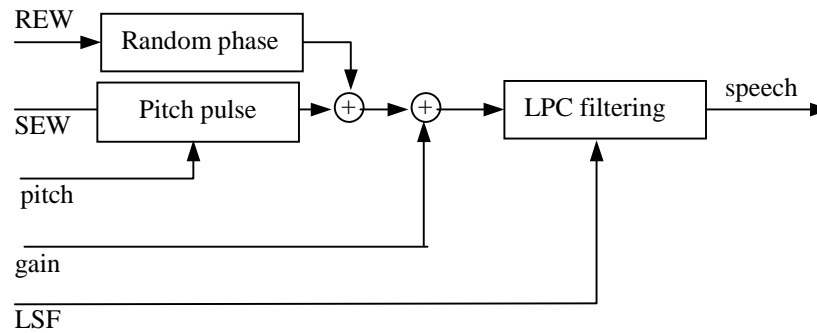 REW
Random phase
SEW
Pitch pulse
+
+
LPC filtering
speech
pitch
gain
LSF